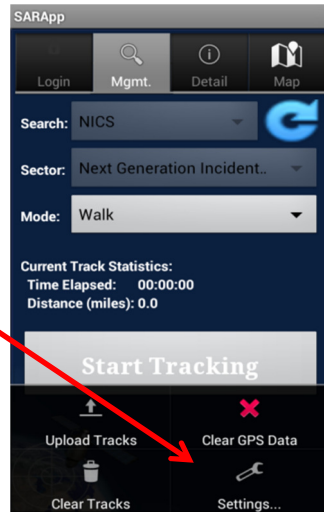 SARApp
Login Mgmt. Detail Map
Search: NICS
Sector: Next Generation Inciden..
Mode: Walk
Current Track Statistics:
Time Elapsed: 00:00:00
Distance (miles): 0.0
Start Tracking
Upload Tracks Clear GPS Data
Clear Tracks Settings...